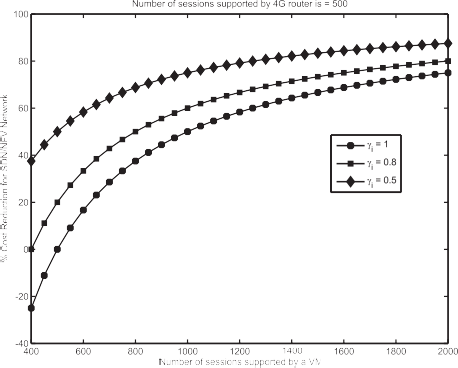 Number of sessions supported by 4G router is = 500
100
80
60
40
20
0
-20
-40
% Cost Reduction for SDN/NFV Network
400
600
800
1000
1200
1400
1600
1800
2000
Number of sessions supported by a VN
γi = 1
γi = 0.8
γi = 0.5